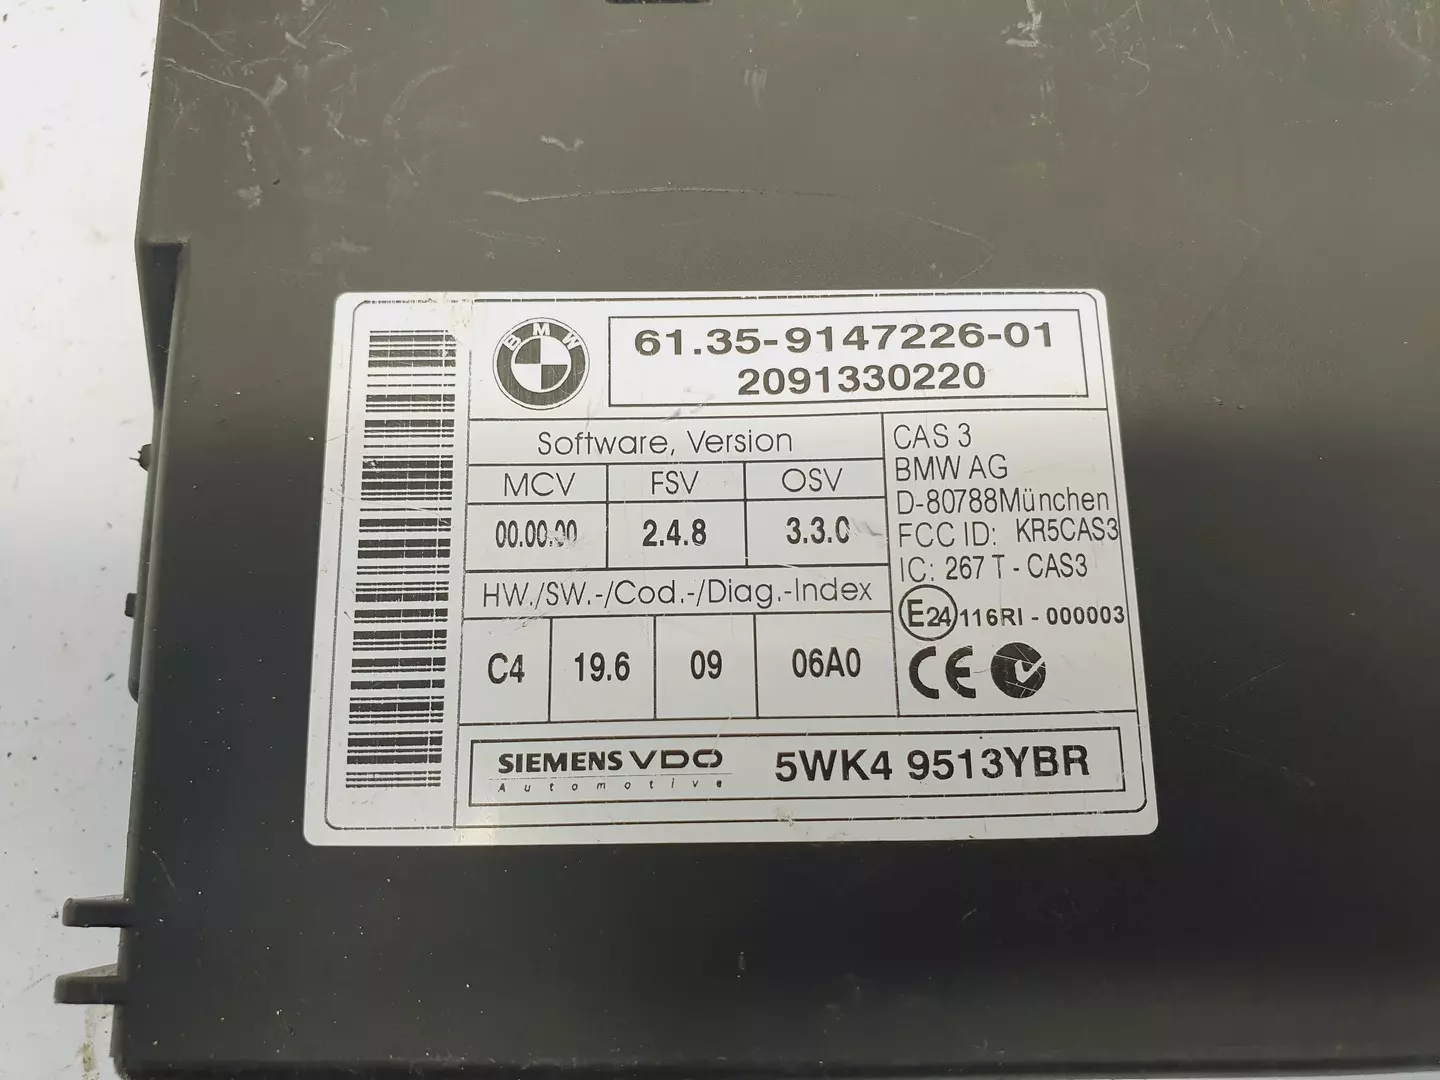 BMW
61.35-9147226-01
2091330220
Software, Version
MCV FSV OSV
00.00.00 2.4.8 3.3.0
HW./SW.-/Cod.-/Diag.-Index
C4 19.6 09 06A0
CAS 3
BMW AG
D-80788München
FCC ID: KR5CAS3
IC: 267 T - CAS3
E24 116RI - 000003
CE
SIEMENS VDO
Automotive
5WK4 9513YBR